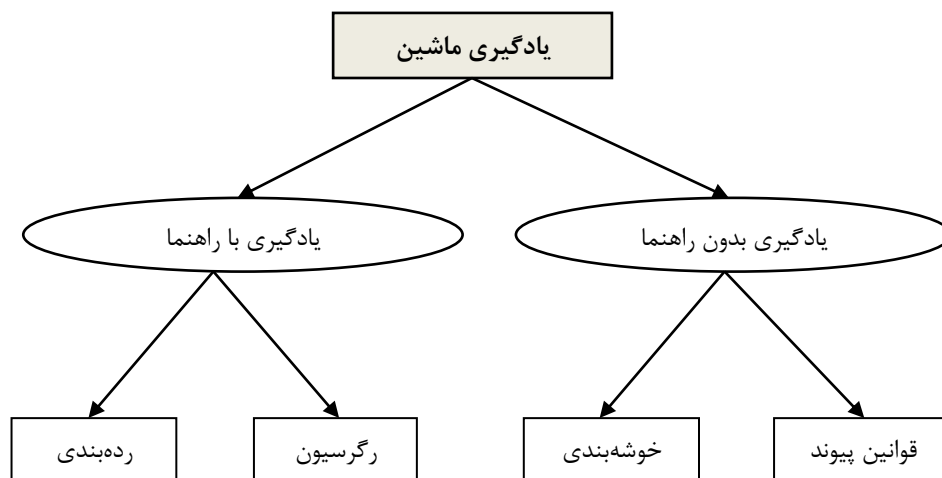 یادگیری ماشین
یادگیری بدون راهنما
یادگیری با راهنما
قوانین پیوند
خوشه‌بندی
رگرسیون
رده‌بندی